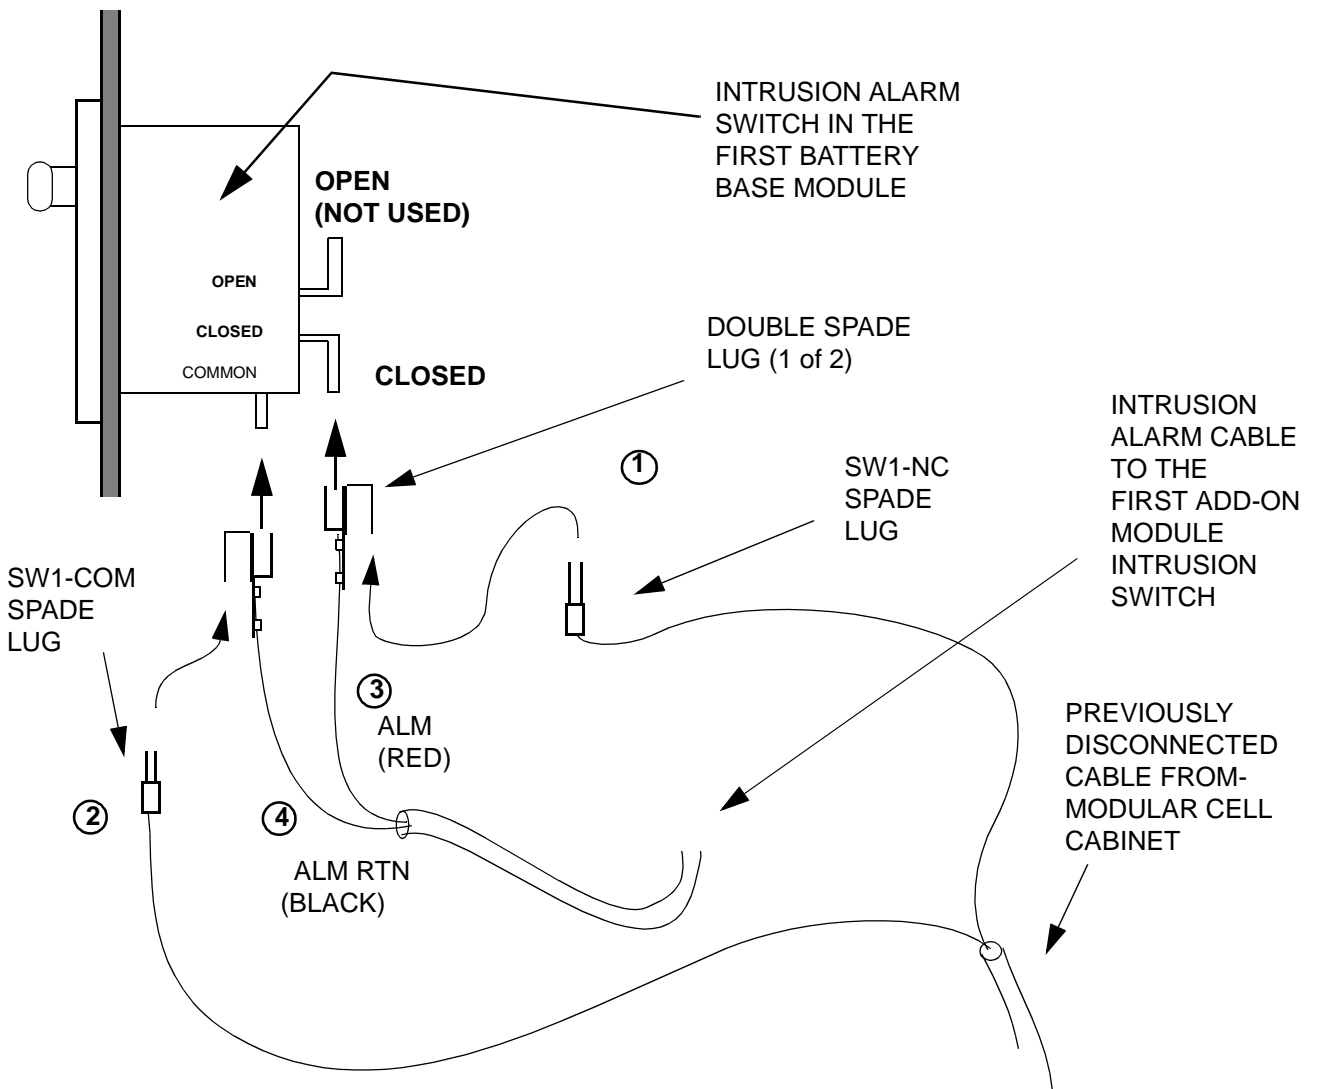 INTRUSION ALARM
SWITCH IN THE
FIRST BATTERY
BASE MODULE
OPEN
(NOT USED)
OPEN
CLOSED
COMMON
CLOSED
DOUBLE SPADE
LUG (1 of 2)
INTRUSION
ALARM CABLE
TO THE
FIRST ADD-ON
MODULE
INTRUSION
SWITCH
1
SW1-NC
SPADE
LUG
SW1-COM
SPADE
LUG
3
ALM
(RED)
PREVIOUSLY
DISCONNECTED
CABLE FROM-
MODULAR CELL
CABINET
2
4
ALM RTN
(BLACK)